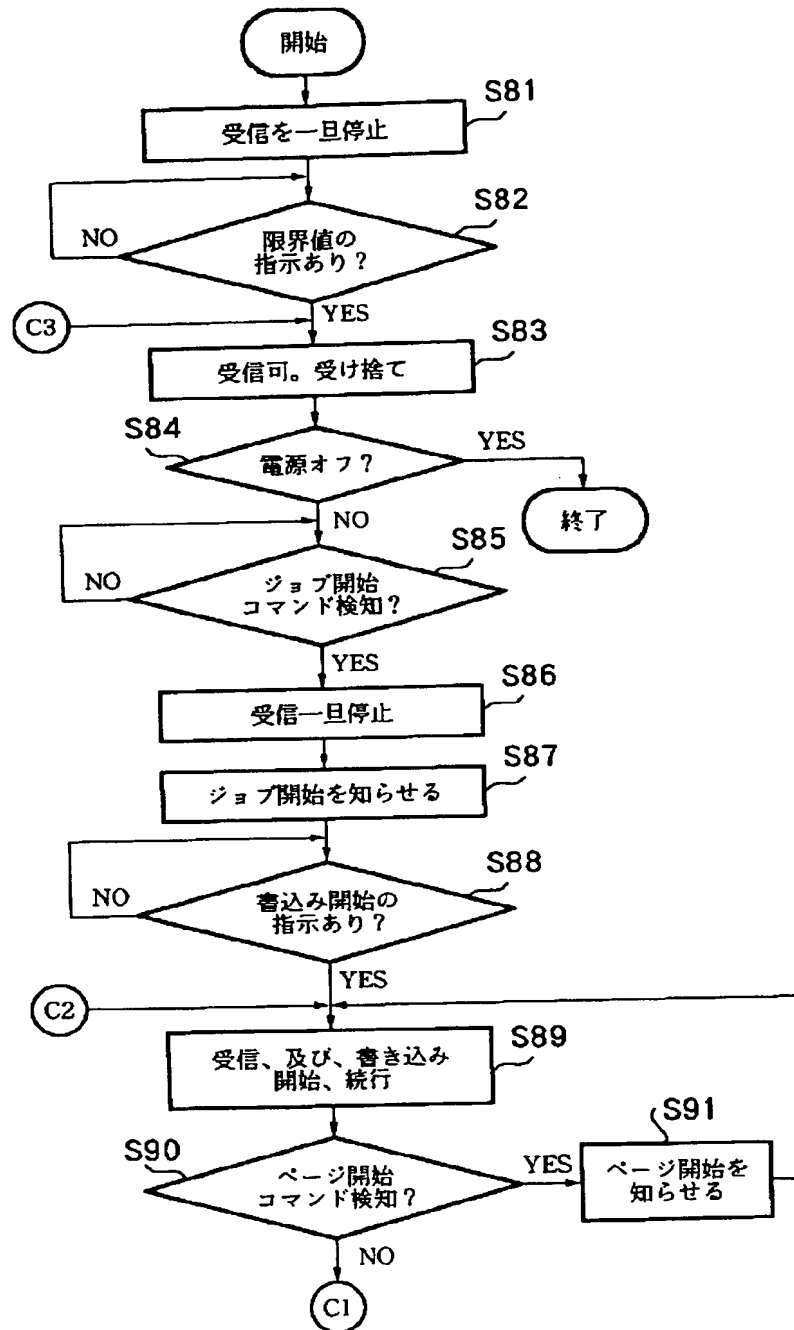 開始
S81
受信を一旦停止
S82
NO
限界値の
指示あり？
C3
YES
S83
受信可。受け捨て
S84
YES
電源オフ？
NO
終了
S85
NO
ジョブ開始
コマンド検知？
YES
S86
受信一旦停止
S87
ジョブ開始を知らせる
S88
NO
書込み開始の
指示あり？
YES
C2
S89
受信、及び、書き込み
開始、続行
S91
S90
ページ開始
コマンド検知？
YES
ページ開始を
知らせる
NO
C1